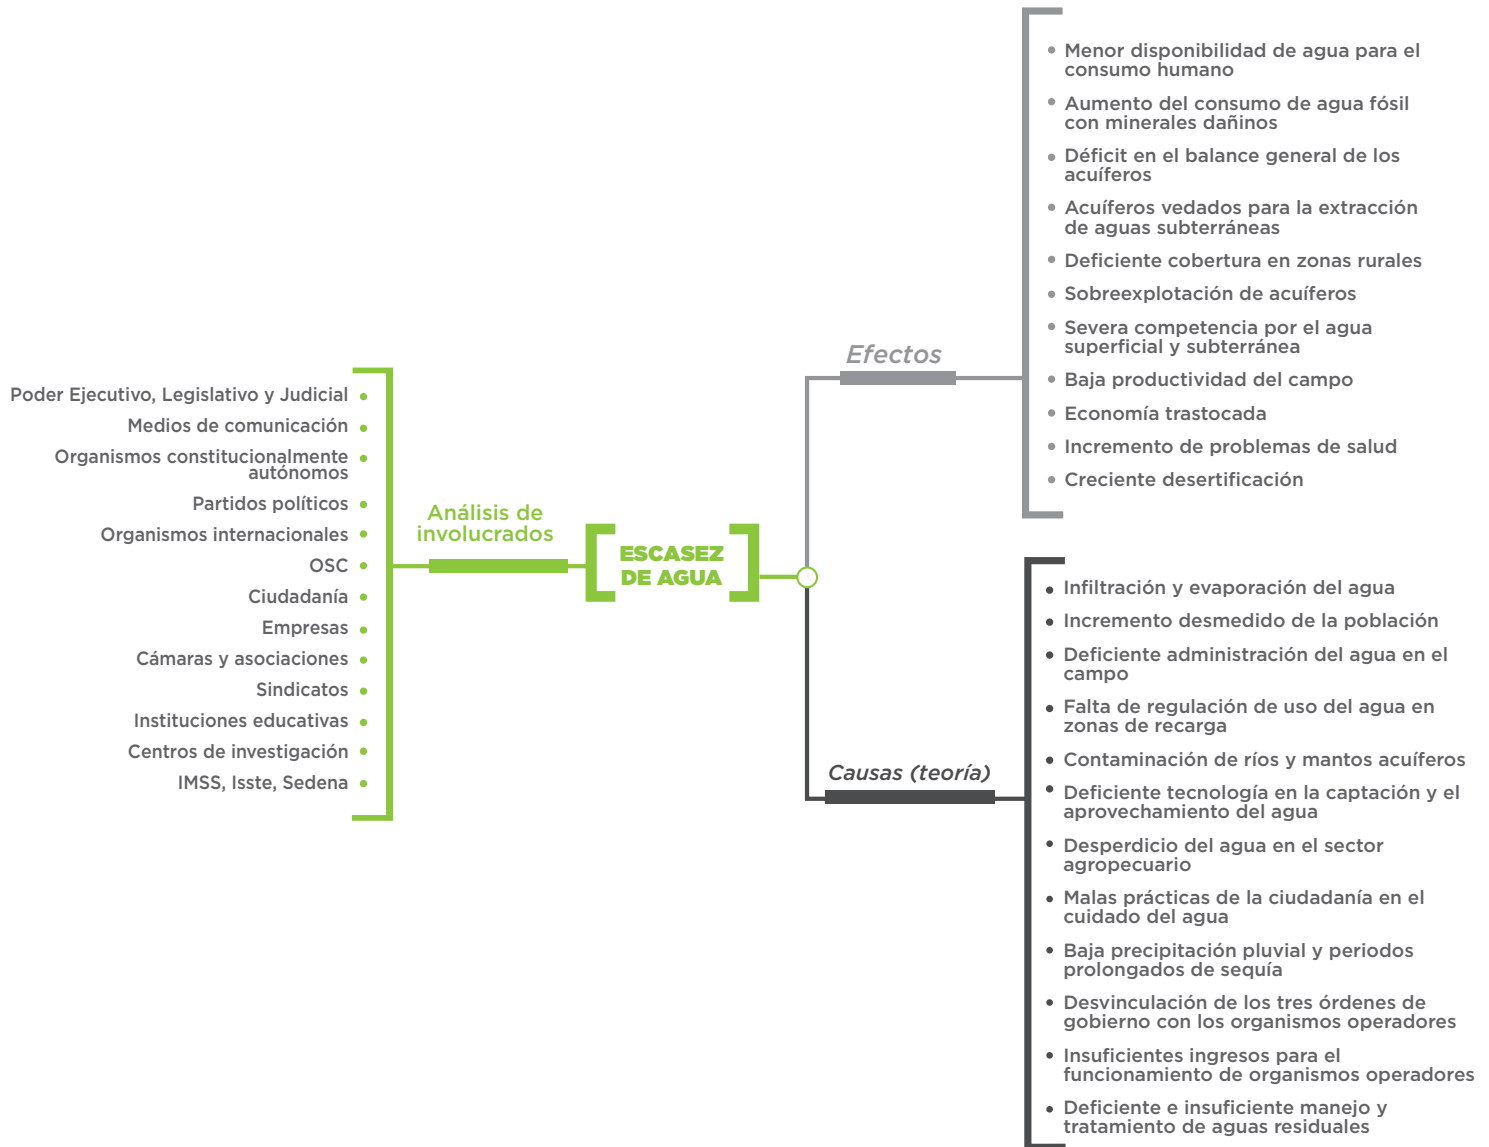 Poder Ejecutivo, Legislativo y Judicial
Medios de comunicación
Organismos constitucionalmente
autónomos
Partidos políticos
Organismos internacionales
OSC
Ciudadanía
Empresas
Cámaras y asociaciones
Sindicatos
Instituciones educativas
Centros de investigación
IMSS, Isste, Sedena
Análisis de
involucrados
ESCASEZ
DE AGUA
Efectos
Menor disponibilidad de agua para el
consumo humano
Aumento del consumo de agua fósil
con minerales dañinos
Déficit en el balance general de los
acuíferos
Acuíferos vedados para la extracción
de aguas subterráneas
Deficiente cobertura en zonas rurales
Sobreexplotación de acuíferos
Severa competencia por el agua
superficial y subterránea
Baja productividad del campo
Economía trastocada
Incremento de problemas de salud
Creciente desertificación
Causas (teoría)
Infiltración y evaporación del agua
Incremento desmedido de la población
Deficiente administración del agua en el
campo
Falta de regulación de uso del agua en
zonas de recarga
Contaminación de ríos y mantos acuíferos
Deficiente tecnología en la captación y el
aprovechamiento del agua
Desperdicio del agua en el sector
agropecuario
Malas prácticas de la ciudadanía en el
cuidado del agua
Baja precipitación pluvial y periodos
prolongados de sequía
Desvinculación de los tres órdenes de
gobierno con los organismos operadores
Insuficientes ingresos para el
funcionamiento de organismos operadores
Deficiente e insuficiente manejo y
tratamiento de aguas residuales